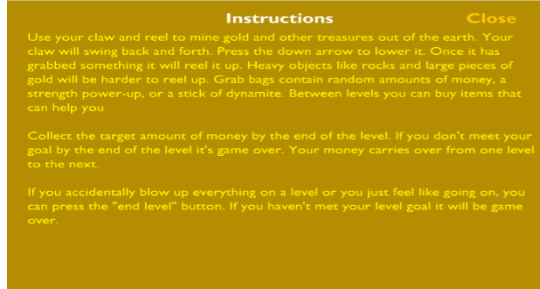 Instructions Close
Use your claw and reel to mine gold and other treasures out of the earth. Your
claw will swing back and forth. Press the down arrow to lower it. Once it has
grabbed something it will reel it up. Heavy objects like rocks and large pieces of
gold will be harder to reel up. Grab bags contain random amounts of money, a
strength power-up, or a stick of dynamite. Between levels you can buy items that
can help you
Collect the target amount of money by the end of the level. If you don't meet your
goal by the end of the level it's game over. Your money carries over from one level
to the next.
If you accidentally blow up everything on a level or you just feel like going on, you
can press the "end level" button. If you haven't met your level goal it will be game
over.